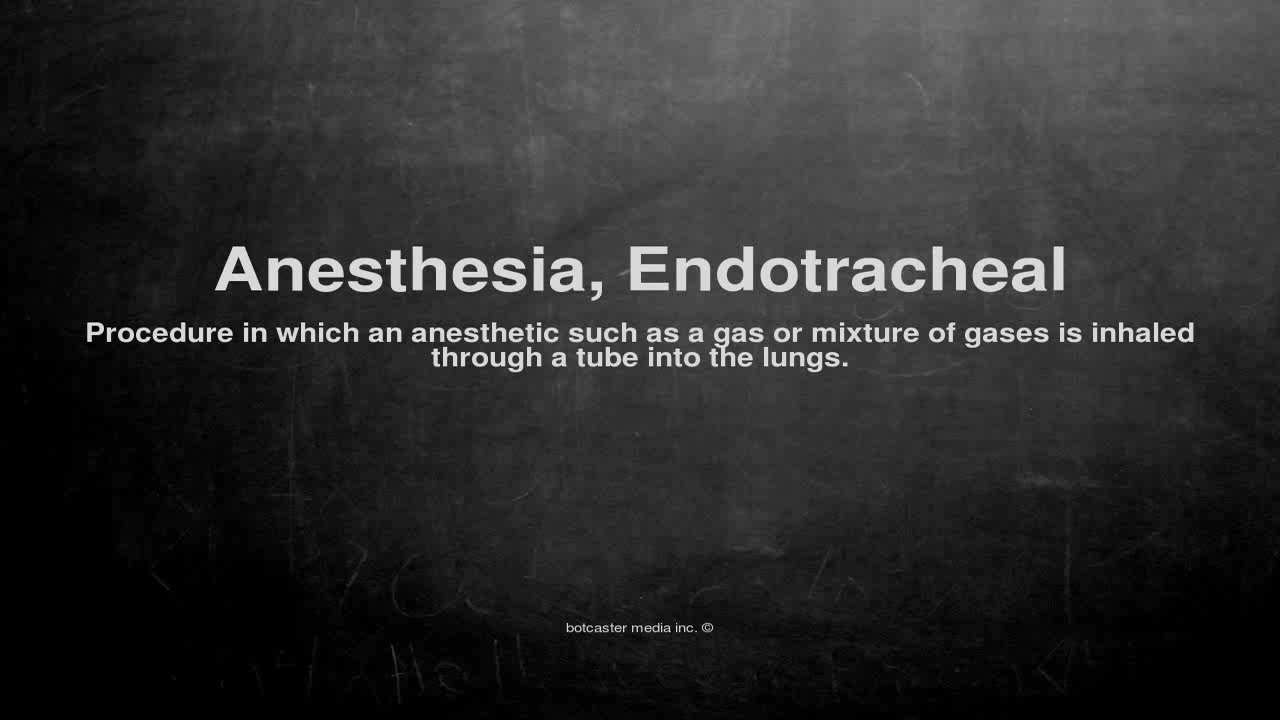 Anesthesia, Endotracheal
Procedure in which an anesthetic such as a gas or mixture of gases is inhaled
through a tube into the lungs.
botcaster media inc. ©